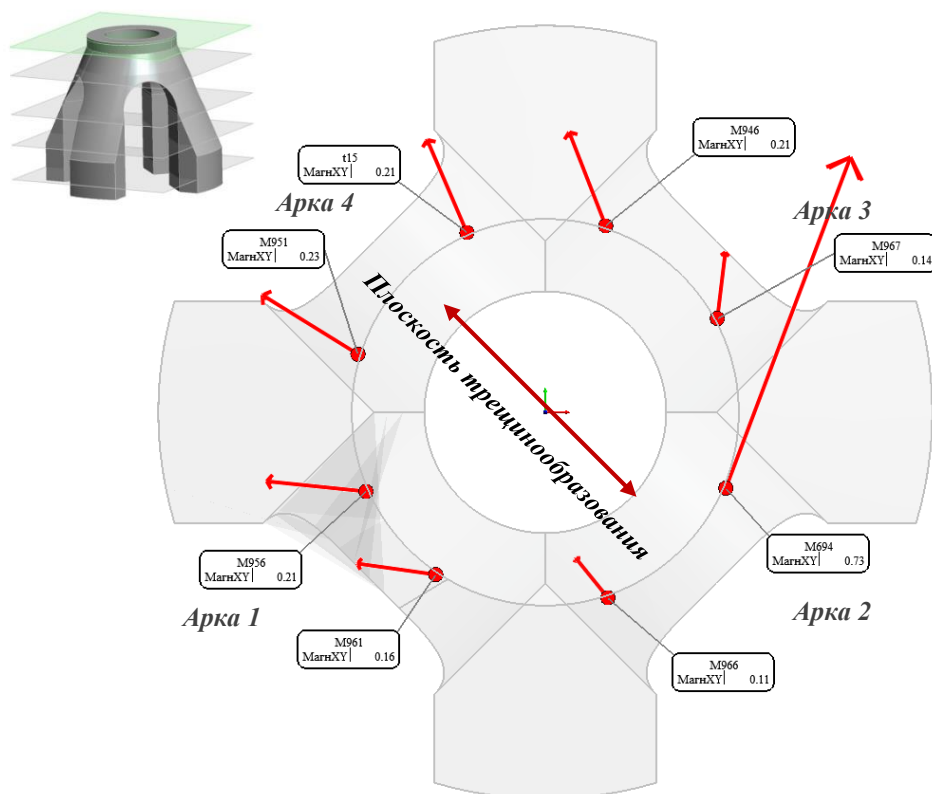 M946
МагнXY 0.21
t15
МагнXY 0.21
Арка 4
Арка 3
M951
МагнXY 0.23
M967
МагнXY 0.14
Плоскость трещинообразования
M956
МагнXY 0.21
M694
МагнXY 0.73
Арка 1
Арка 2
M961
МагнXY 0.16
M966
МагнXY 0.11